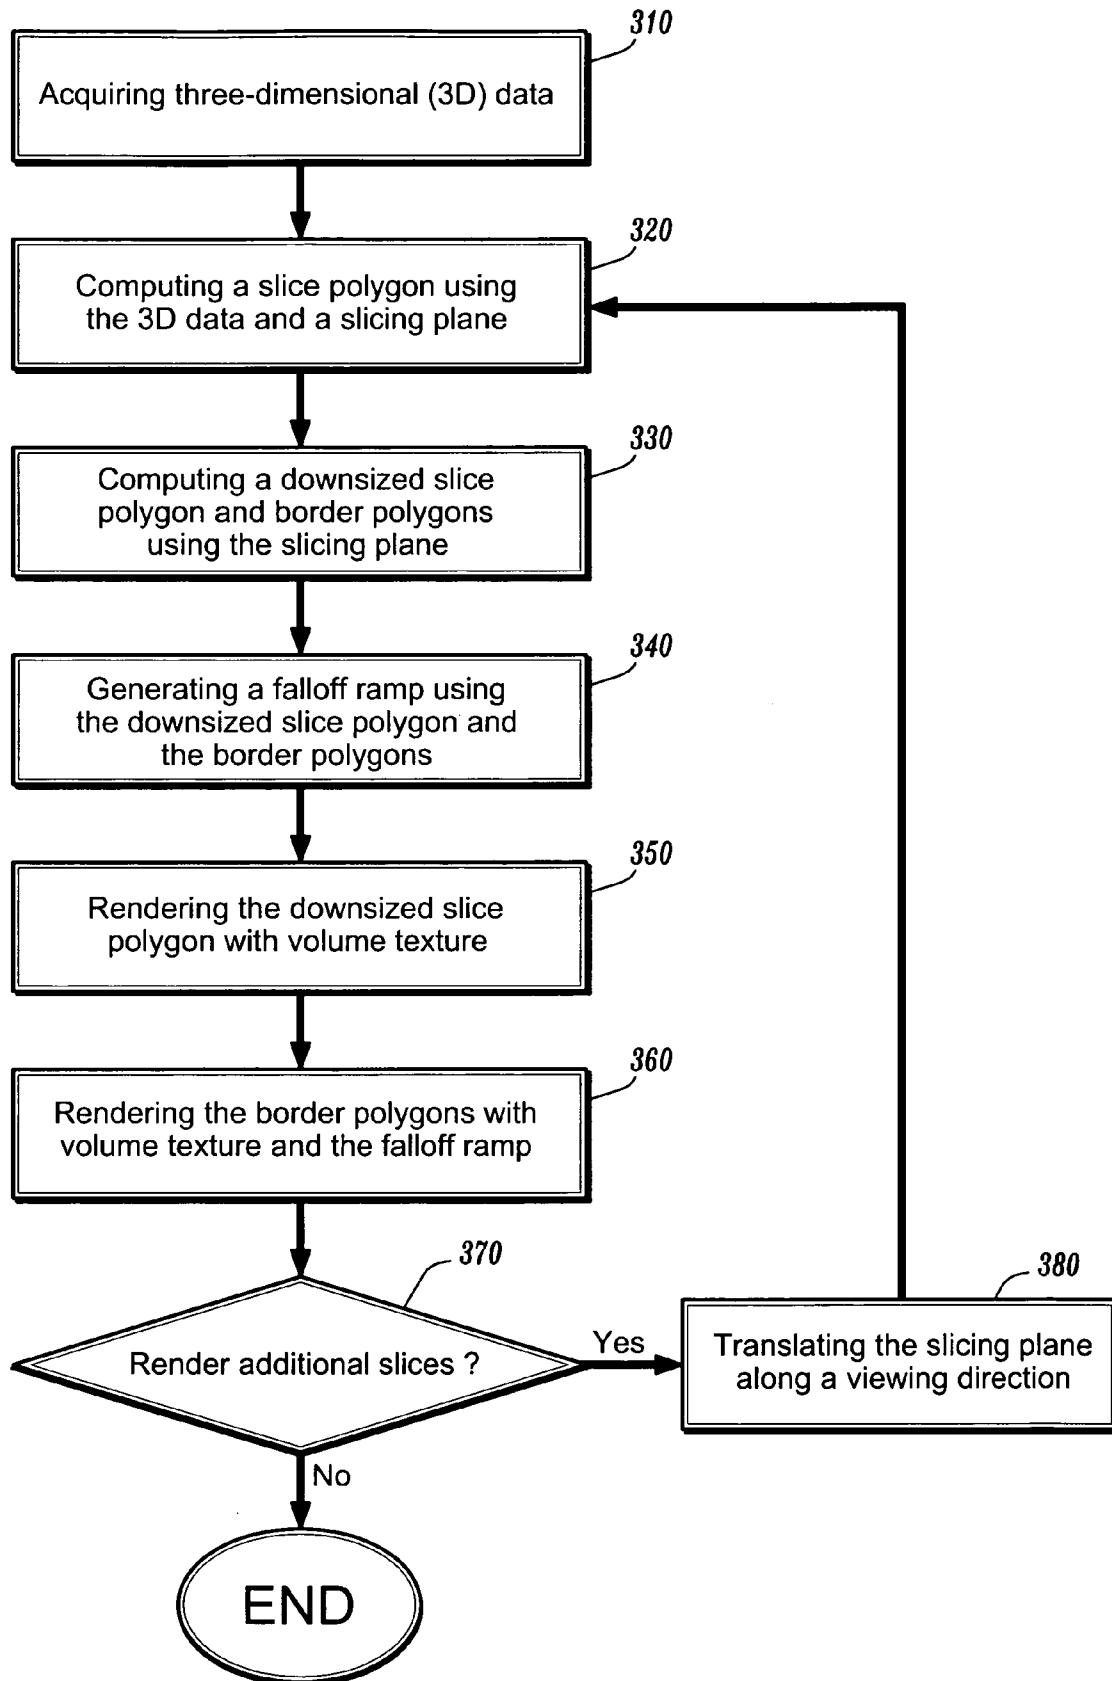 310
Acquiring three-dimensional (3D) data
320
Computing a slice polygon using
the 3D data and a slicing plane
330
Computing a downsized slice
polygon and border polygons
using the slicing plane
340
Generating a falloff ramp using
the downsized slice polygon and
the border polygons
350
Rendering the downsized slice
polygon with volume texture
360
Rendering the border polygons with
volume texture and the falloff ramp
370
Render additional slices ?
Yes
380
Translating the slicing plane
along a viewing direction
No
END